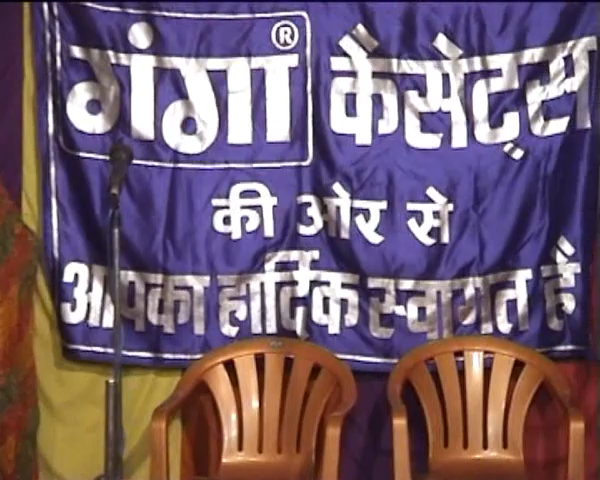 गंगा® केसेट्स
की ओर से
आपका हार्दिक स्वागत है